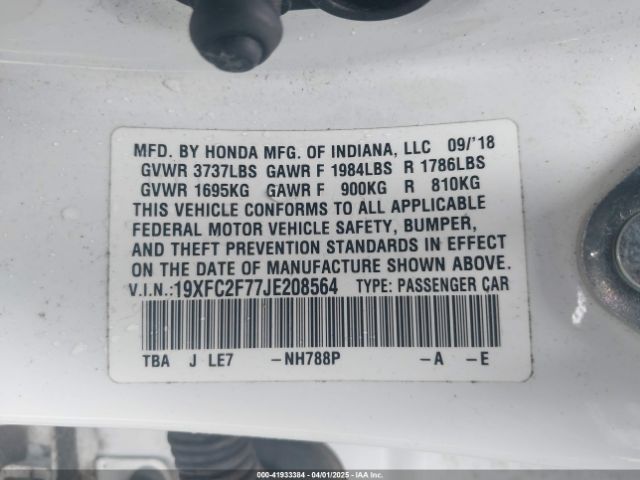 MFD. BY HONDA MFG. OF INDIANA, LLC 09/'18
GVWR 3737LBS GAWR F 1984LBS R 1786LBS
GVWR 1695KG GAWR F 900KG R 810KG
THIS VEHICLE CONFORMS TO ALL APPLICABLE
FEDERAL MOTOR VEHICLE SAFETY, BUMPER,
AND THEFT PREVENTION STANDARDS IN EFFECT
ON THE DATE OF MANUFACTURE SHOWN ABOVE.
V.I.N.:19XFC2F77JE208564 TYPE: PASSENGER CAR
TBA J LE7 -NH788P -A -E
000-41933384 - 04/01/2025 - IAAI.COM